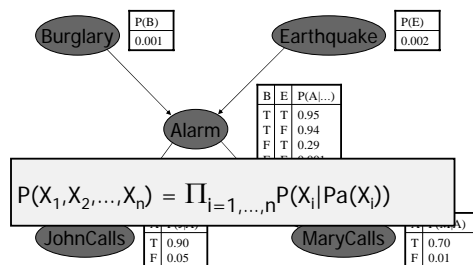 Burglary
P(B)
0.001
Earthquake
P(E)
0.002
B E P(A|...)
T T 0.95
T F 0.94
F T 0.29
Alarm
P(X₁,X₂,...,Xₙ) = ∏ᵢ₌₁,...,ₙP(Xᵢ|Pa(Xᵢ))
JohnCalls
T 0.90
F 0.05
MaryCalls
T 0.70
F 0.01